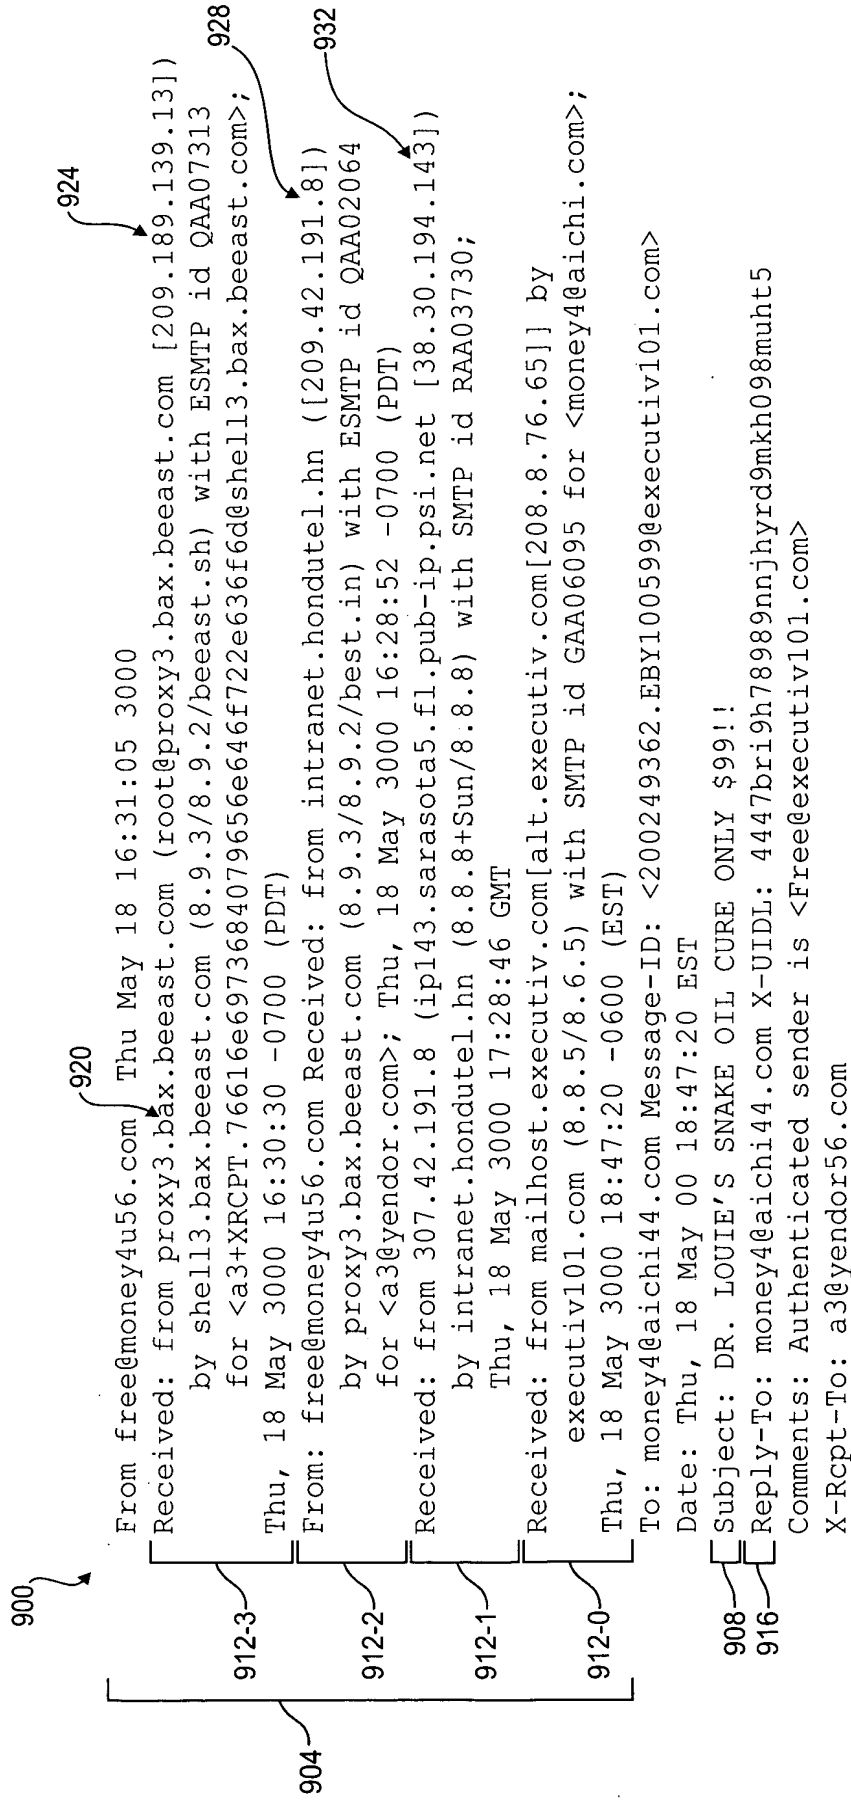 900
From free@money4u56.com Thu May 18 16:31:05 3000
920
924
Received: from proxy3.bax.beeast.com (root@proxy3.bax.beeast.com [209.189.139.13])
by shell3.bax.beeast.com (8.9.3/8.9.2/beeast.sh) with ESMTP id QAA07313
for <a3+XRCPT.76616e6973684079656e646f722e636f6d@shell3.bax.beeast.com>;
Thu, 18 May 3000 16:30:30 -0700 (PDT)
912-3
928
From: free@money4u56.com Received: from intranet.hondutel.hn ([209.42.191.8])
by proxy3.bax.beeast.com (8.9.3/8.9.2/best.in) with ESMTP id QAA02064
for <a3@yendor.com>; Thu, 18 May 3000 16:28:52 -0700 (PDT)
912-2
932
Received: from 307.42.191.8 (ip143.sarasota5.fl.pub-ip.psi.net [38.30.194.143])
by intranet.hondutel.hn (8.8.8+Sun/8.8.8) with SMTP id RAA03730;
Thu, 18 May 3000 17:28:46 GMT
912-1
Received: from mailhost.executiv.com[alt.executiv.com[208.8.76.65]] by
executiv101.com (8.8.5/8.6.5) with SMTP id GAA06095 for <money4@aichi.com>;
Thu, 18 May 3000 18:47:20 -0600 (EST)
912-0
904
To: money4@aichi44.com Message-ID: <200249362.EBY100599@executiv101.com>
Date: Thu, 18 May 00 18:47:20 EST
908
Subject: DR. LOUIE'S SNAKE OIL CURE ONLY $99!!
916
Reply-To: money4@aichi44.com X-UIDL: 4447bri9h78989nnjhyrd9mkh098muht5
Comments: Authenticated sender is <Free@executiv101.com>
X-Rcpt-To: a3@yendor56.com